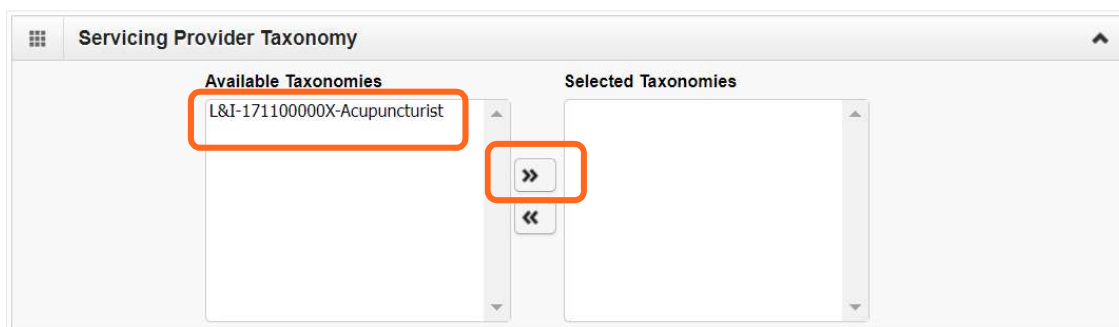 Servicing Provider Taxonomy
Available Taxonomies
Selected Taxonomies
L&I-171100000X-Acupuncturist
»
«